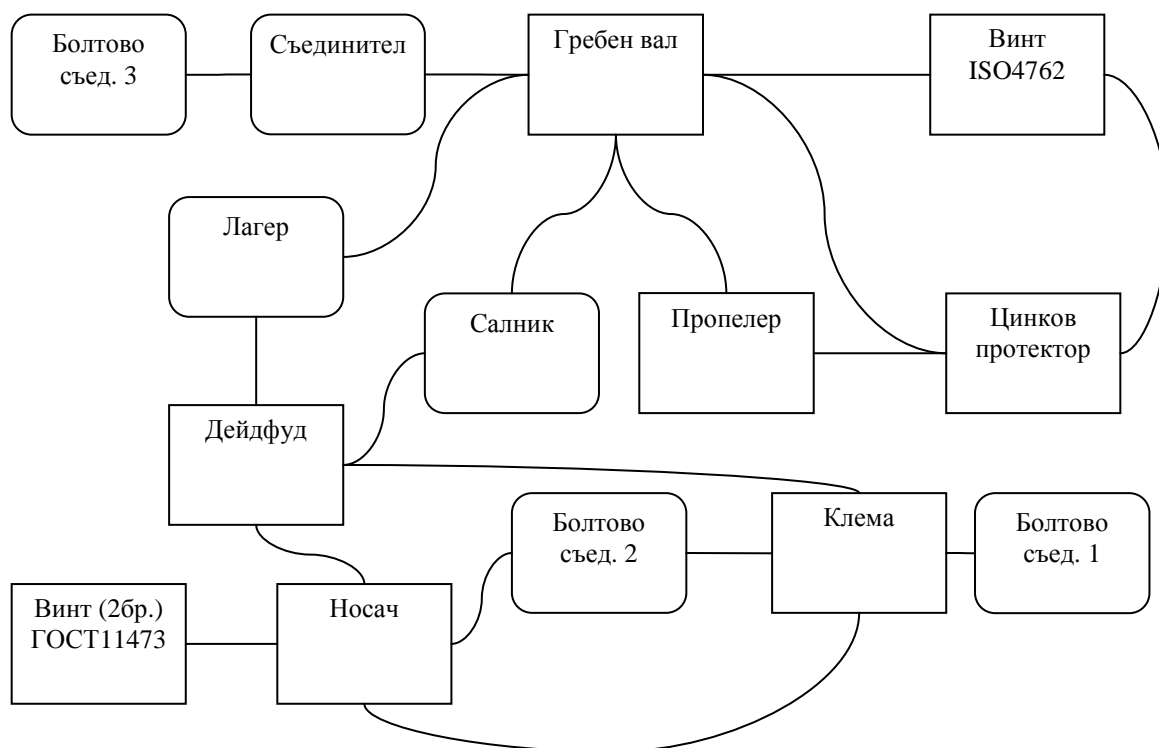 Болтово
съед. 3
Съединител
Гребен вал
Винт
ISO4762
Лагер
Салник
Пропелер
Цинков
протектор
Дейдфуд
Болтово
съед. 2
Клема
Болтово
съед. 1
Винт (2бр.)
ГОСТ11473
Носач